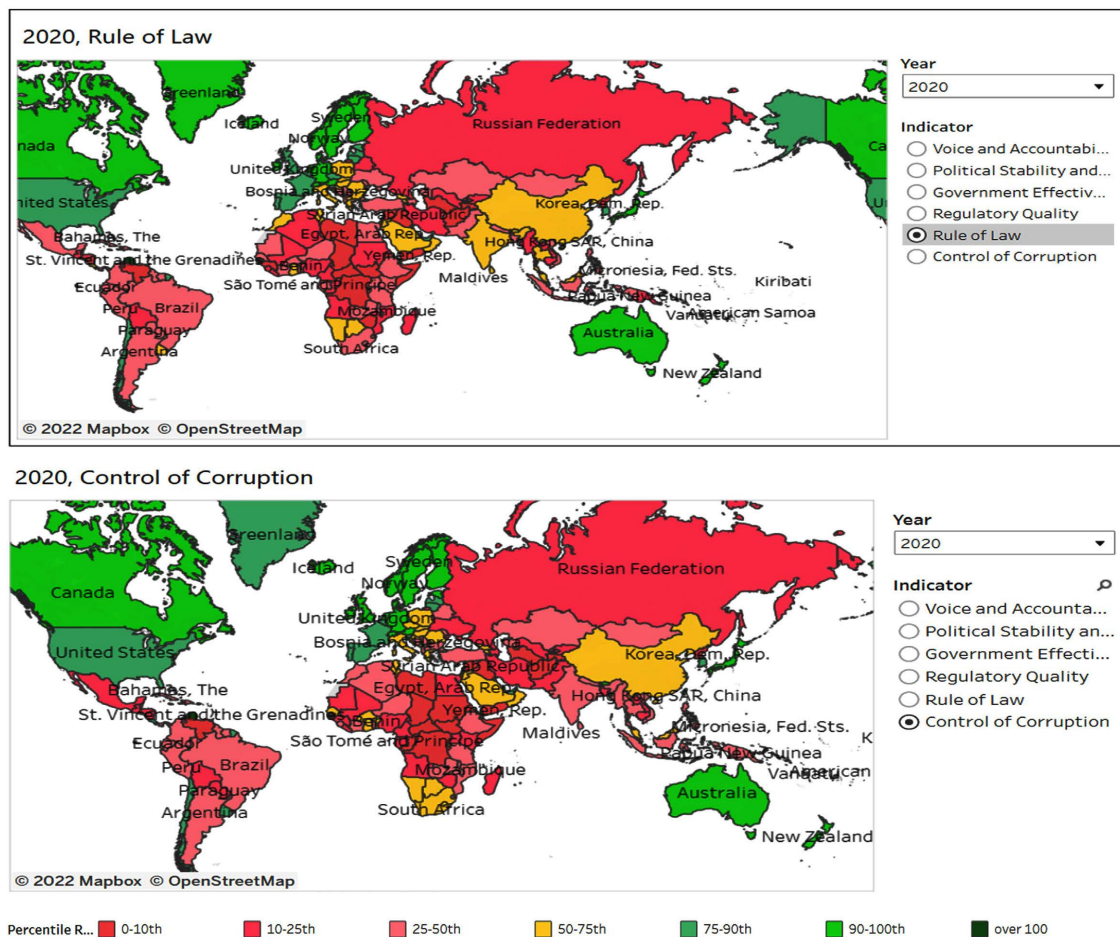 2020, Rule of Law
Year
2020
Indicator
Voice and Accountabi...
Political Stability and...
Government Effectiv...
Regulatory Quality
Rule of Law
Control of Corruption
Greenland
Iceland
Sweden
Norway
Russian Federation
nada
United Kingdom
Bosnia and Herzegovina
nited States
Korea, Dem. Rep.
Syrian Arab Republic
Bahamas, The
Egypt, Arab Rep.
Hong Kong SAR, China
St. Vincent and the Grenadines
Benin
Yemen, Rep.
Maldives
Micronesia, Fed. Sts.
Kiribati
Ecuador
São Tomé and Principe
Papua New Guinea
Peru
Brazil
Mozambique
Vanuatu
American Samoa
Paraguay
Australia
Argentina
South Africa
New Zealand
Ca
U
© 2022 Mapbox © OpenStreetMap
2020, Control of Corruption
Year
2020
Indicator
Voice and Accounta...
Political Stability an...
Government Effecti...
Regulatory Quality
Rule of Law
Control of Corruption
Greenland
Iceland
Sweden
Norway
Russian Federation
Canada
United Kingdom
Bosnia and Herzegovina
United States
Korea, Dem. Rep.
Syrian Arab Republic
Bahamas, The
Egypt, Arab Rep.
Hong Kong SAR, China
St. Vincent and the Grenadines
Benin
Yemen, Rep.
Maldives
Micronesia, Fed. Sts.
K
Ecuador
São Tomé and Principe
Papua New Guinea
Peru
Brazil
Mozambique
Vanuatu
American
Paraguay
Australia
Argentina
South Africa
New Zealand
© 2022 Mapbox © OpenStreetMap
Percentile R... 0-10th 10-25th 25-50th 50-75th 75-90th 90-100th over 100